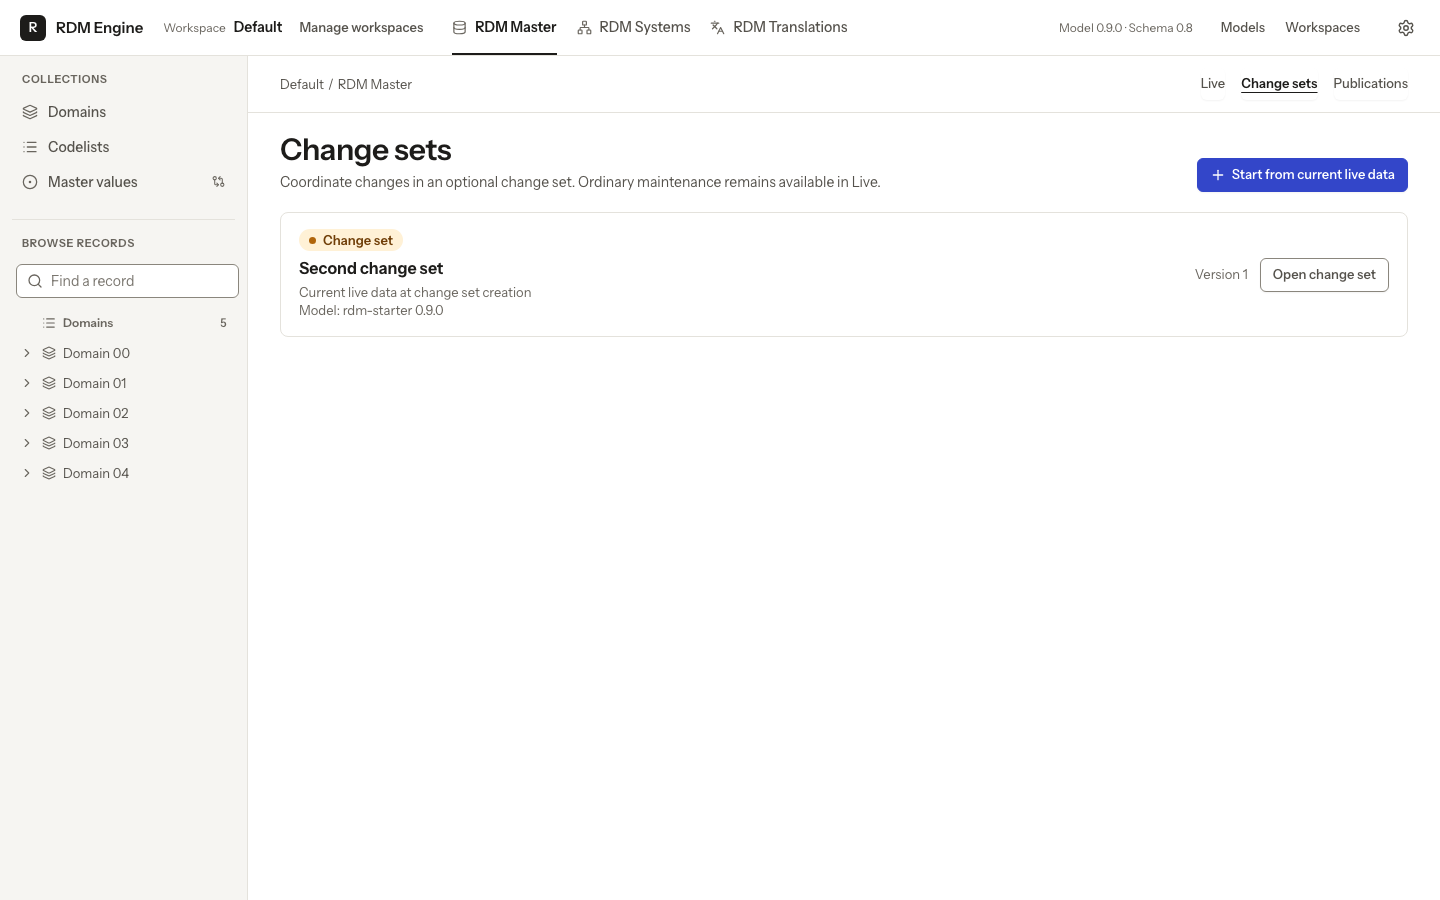 R RDM Engine Workspace Default Manage workspaces RDM Master RDM Systems RDM Translations Model 0.9.0 · Schema 0.8 Models Workspaces
COLLECTIONS
Domains
Codelists
Master values
BROWSE RECORDS
Find a record
Domains 5
Domain 00
Domain 01
Domain 02
Domain 03
Domain 04
Default / RDM Master
Live Change sets Publications
Change sets
Coordinate changes in an optional change set. Ordinary maintenance remains available in Live.
Start from current live data
Change set
Second change set
Current live data at change set creation
Model: rdm-starter 0.9.0
Version 1 Open change set